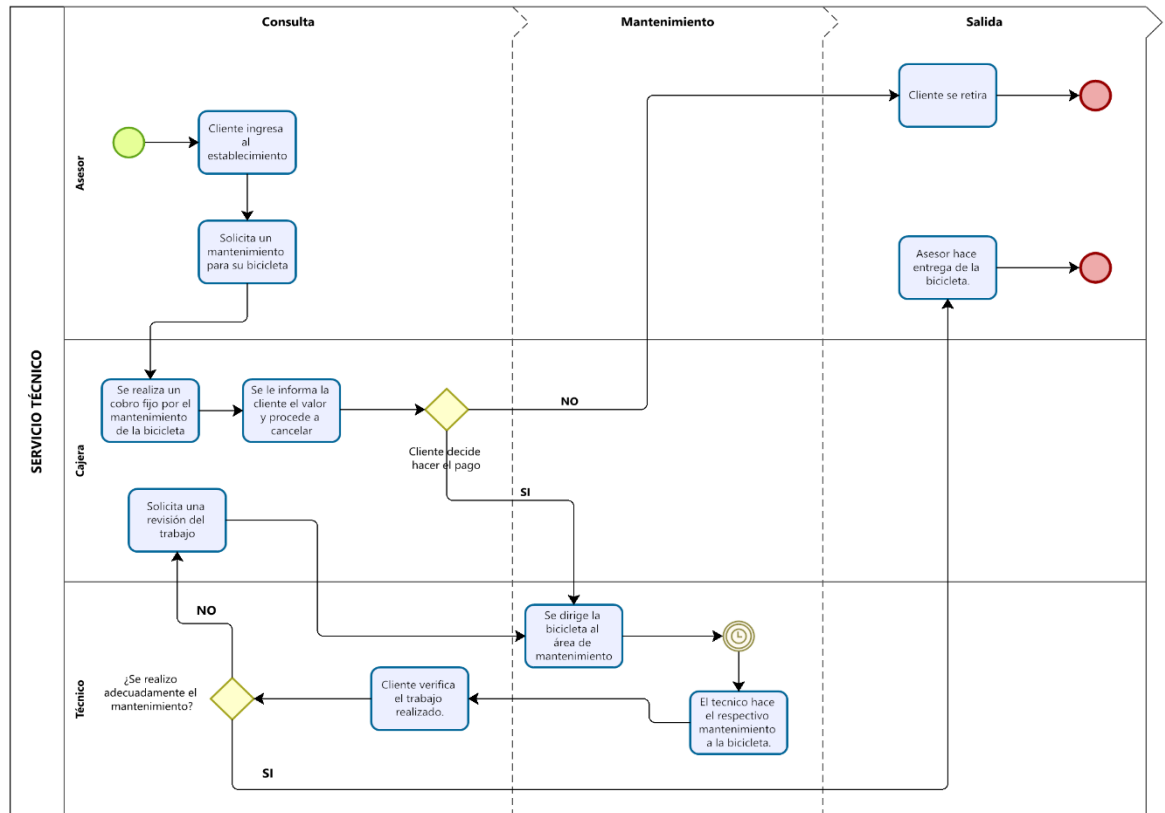 Consulta
Mantenimiento
Salida
SERVICIO TÉCNICO
Asesor
Cliente ingresa
al
establecimiento
Solicita un
mantenimiento
para su bicicleta
Cliente se retira
Asesor hace
entrega de la
bicicleta.
Cajera
Se realiza un
cobro fijo por el
mantenimiento
de la bicicleta
Se le informa la
cliente el valor
y procede a
cancelar
Cliente decide
hacer el pago
NO
SI
Solicita una
revisión del
trabajo
Técnico
Se dirige la
bicicleta al
área de
mantenimiento
El tecnico hace
el respectivo
mantenimiento
a la bicicleta.
Cliente verifica
el trabajo
realizado.
¿Se realizo
adecuadamente el
mantenimiento?
NO
SI